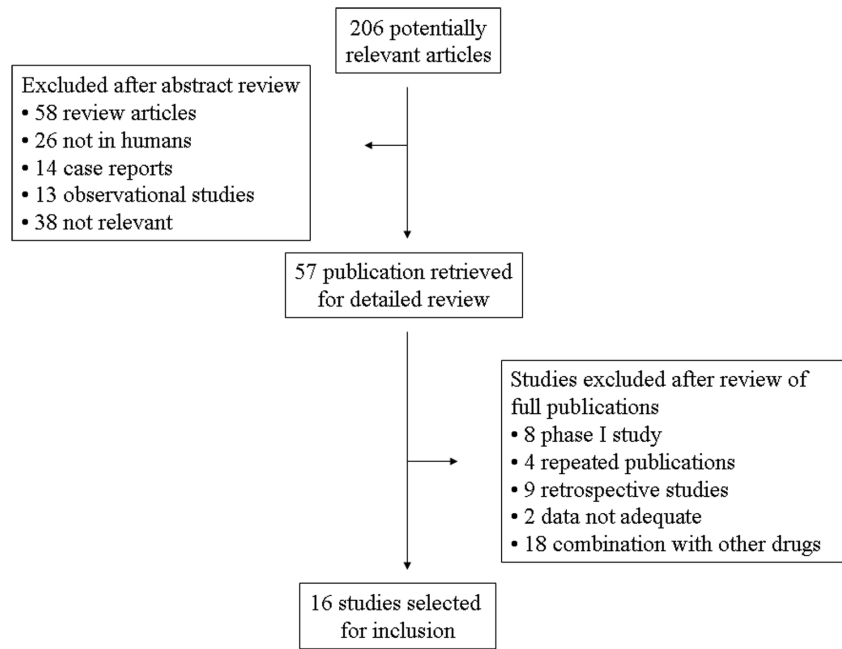 206 potentially
relevant articles
Excluded after abstract review
• 58 review articles
• 26 not in humans
• 14 case reports
• 13 observational studies
• 38 not relevant
57 publication retrieved
for detailed review
Studies excluded after review of
full publications
• 8 phase I study
• 4 repeated publications
• 9 retrospective studies
• 2 data not adequate
• 18 combination with other drugs
16 studies selected
for inclusion